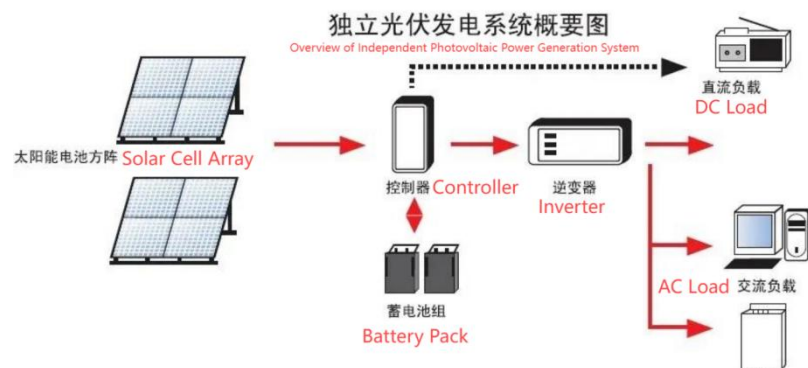 独立光伏发电系统概要图
Overview of Independent Photovoltaic Power Generation System
直流负载
DC Load
太阳能电池方阵 Solar Cell Array
控制器 Controller
逆变器
Inverter
AC Load 交流负载
蓄电池组
Battery Pack